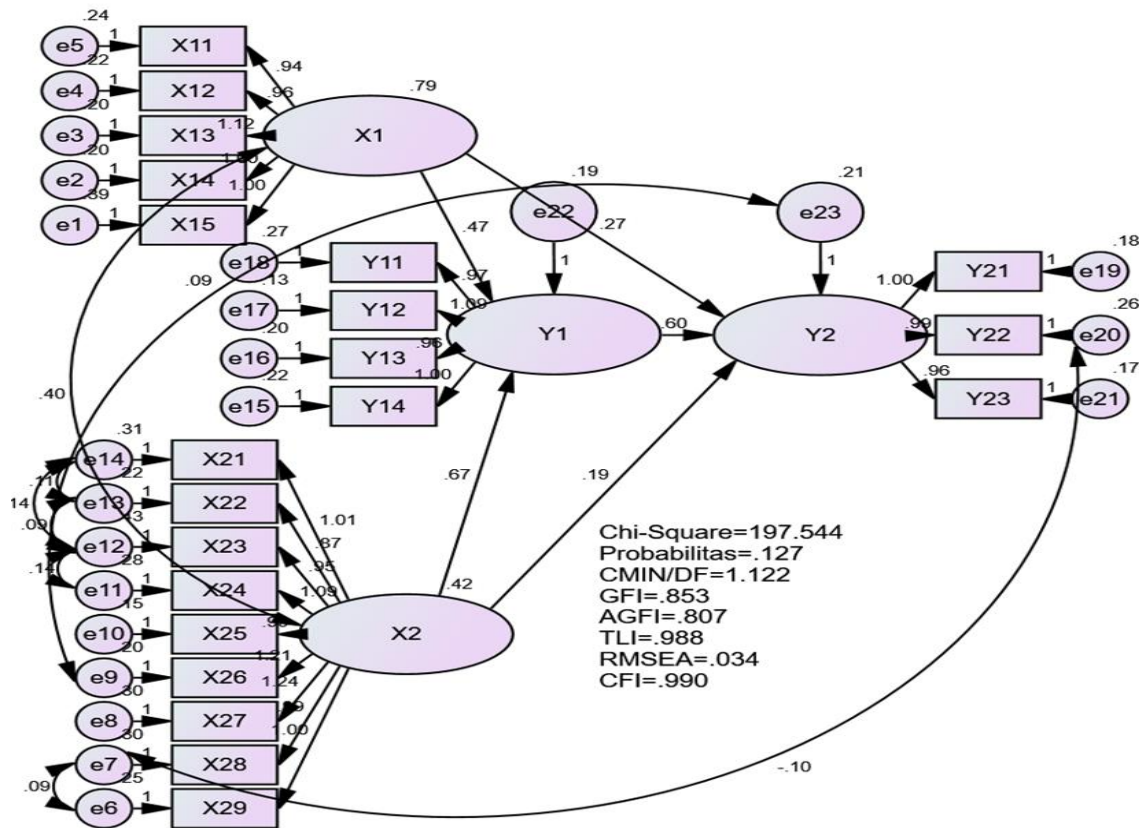 .24
e5 1 X11
.22
e4 1 X12
.20
e3 1 X13
.20
e2 1 X14
.39
e1 1 X15
.94
.96
1.12
1.00
X1
.79
.19
.21
e22
e23
.47
.27
1
1
.27
e18 1 Y11
.13
e17 1 Y12
.20
e16 1 Y13
.22
e15 1 Y14
.97
1.09
.96
1.00
Y1
.60
Y2
.18
1.00 Y21 1 e19
.26
.99 Y22 1 e20
.17
.96 Y23 1 e21
.09
.40
.31
e14 1 X21
.22
e13 1 X22
e12 1 X23
.28
e11 1 X24
.15
e10 1 X25
.20
e9 1 X26
.30
e8 1 X27
.30
e7 1 X28
.25
e6 1 X29
.11
.14
.09
.14
.09
1.01
.87
.95
1.09
1.21
1.24
1.00
X2
.42
.67
.19
-.10
Chi-Square=197.544
Probabilitas=.127
CMIN/DF=1.122
GFI=.853
AGFI=.807
TLI=.988
RMSEA=.034
CFI=.990